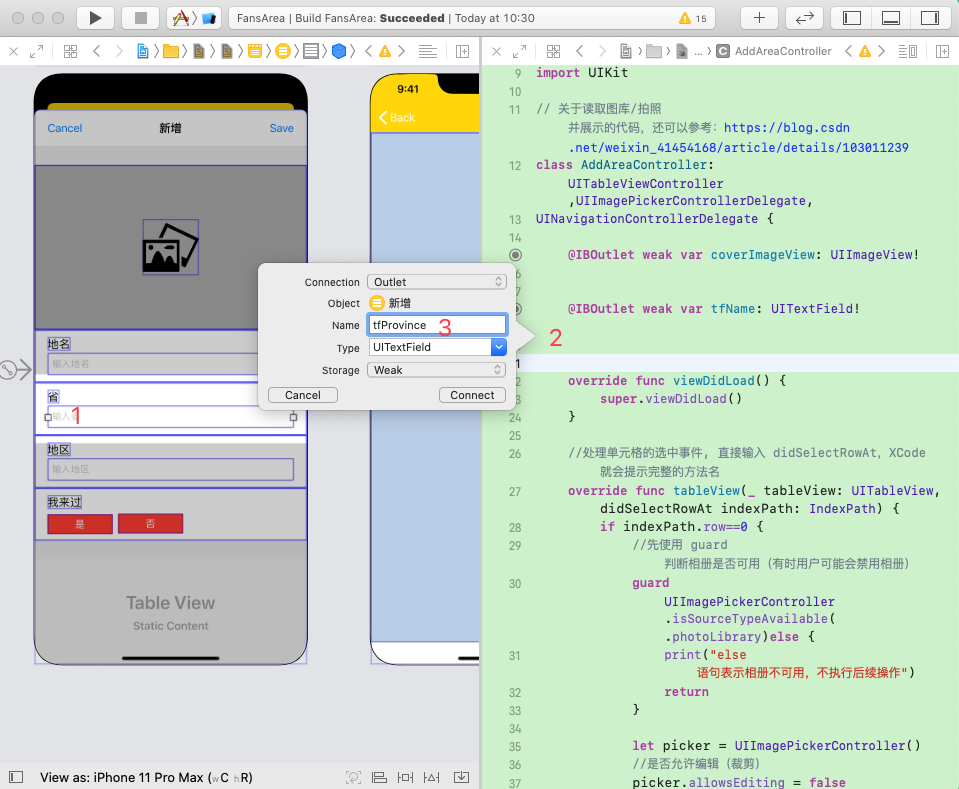 FansArea | Build FansArea: Succeeded | Today at 10:30
15
... C AddAreaController
Cancel
新增
Save
地名
输入地名
省
1
地区
输入地区
我来过
是
否
Table View
Static Content
9:41
Back
View as: iPhone 11 Pro Max (wC hR)
Connection Outlet
Object 新增
Name tfProvince 3
Type UITextField
Storage Weak
Cancel
Connect
2
9 import UIKit
10
11 // 关于读取图库/拍照
并展示的代码，还可以参考：https://blog.csdn
.net/weixin_41454168/article/details/103011239
12 class AddAreaController:
UITableViewController
,UIImagePickerControllerDelegate,
13 UINavigationControllerDelegate {
14
@IBOutlet weak var coverImageView: UIImageView!
6
7
@IBOutlet weak var tfName: UITextField!
1
2 override func viewDidLoad() {
3 super.viewDidLoad()
24 }
25
26 //处理单元格的选中事件, 直接输入 didSelectRowAt，XCode
就会提示完整的方法名
27 override func tableView(_ tableView: UITableView,
didSelectRowAt indexPath: IndexPath) {
28 if indexPath.row==0 {
29 //先使用 guard
判断相册是否可用（有时用户可能会禁用相册）
30 guard
UIImagePickerController
.isSourceTypeAvailable(
.photoLibrary)else {
31 print("else
语句表示相册不可用，不执行后续操作")
32 return
33 }
34
35 let picker = UIImagePickerController()
36 //是否允许编辑（裁剪）
37 picker.allowsEditing = false